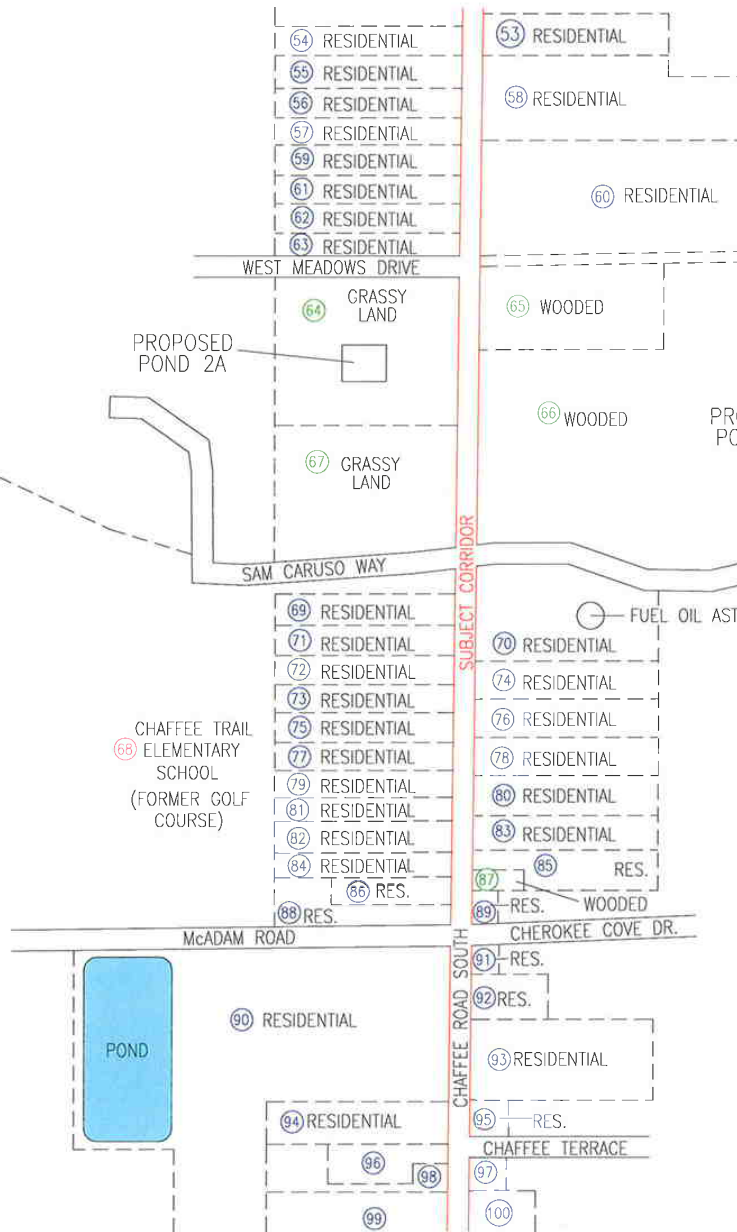 54 RESIDENTIAL
53 RESIDENTIAL
55 RESIDENTIAL
56 RESIDENTIAL
58 RESIDENTIAL
57 RESIDENTIAL
59 RESIDENTIAL
61 RESIDENTIAL
60 RESIDENTIAL
62 RESIDENTIAL
63 RESIDENTIAL
WEST MEADOWS DRIVE
64 GRASSY
LAND
65 WOODED
PROPOSED
POND 2A
66 WOODED
67 GRASSY
LAND
SUBJECT CORRIDOR
SAM CARUSO WAY
FUEL OIL AST
69 RESIDENTIAL
71 RESIDENTIAL
70 RESIDENTIAL
72 RESIDENTIAL
74 RESIDENTIAL
73 RESIDENTIAL
76 RESIDENTIAL
75 RESIDENTIAL
68 CHAFFEE TRAIL
ELEMENTARY
SCHOOL
(FORMER GOLF
COURSE)
77 RESIDENTIAL
78 RESIDENTIAL
79 RESIDENTIAL
80 RESIDENTIAL
81 RESIDENTIAL
82 RESIDENTIAL
83 RESIDENTIAL
84 RESIDENTIAL
85 RES.
86 RES.
87 WOODED
88 RES.
89 RES.
McADAM ROAD
CHEROKEE COVE DR.
91 RES.
92 RES.
CHAFFEE ROAD SOUTH
90 RESIDENTIAL
POND
93 RESIDENTIAL
94 RESIDENTIAL
95 RES.
CHAFFEE TERRACE
96
98
97
99
100